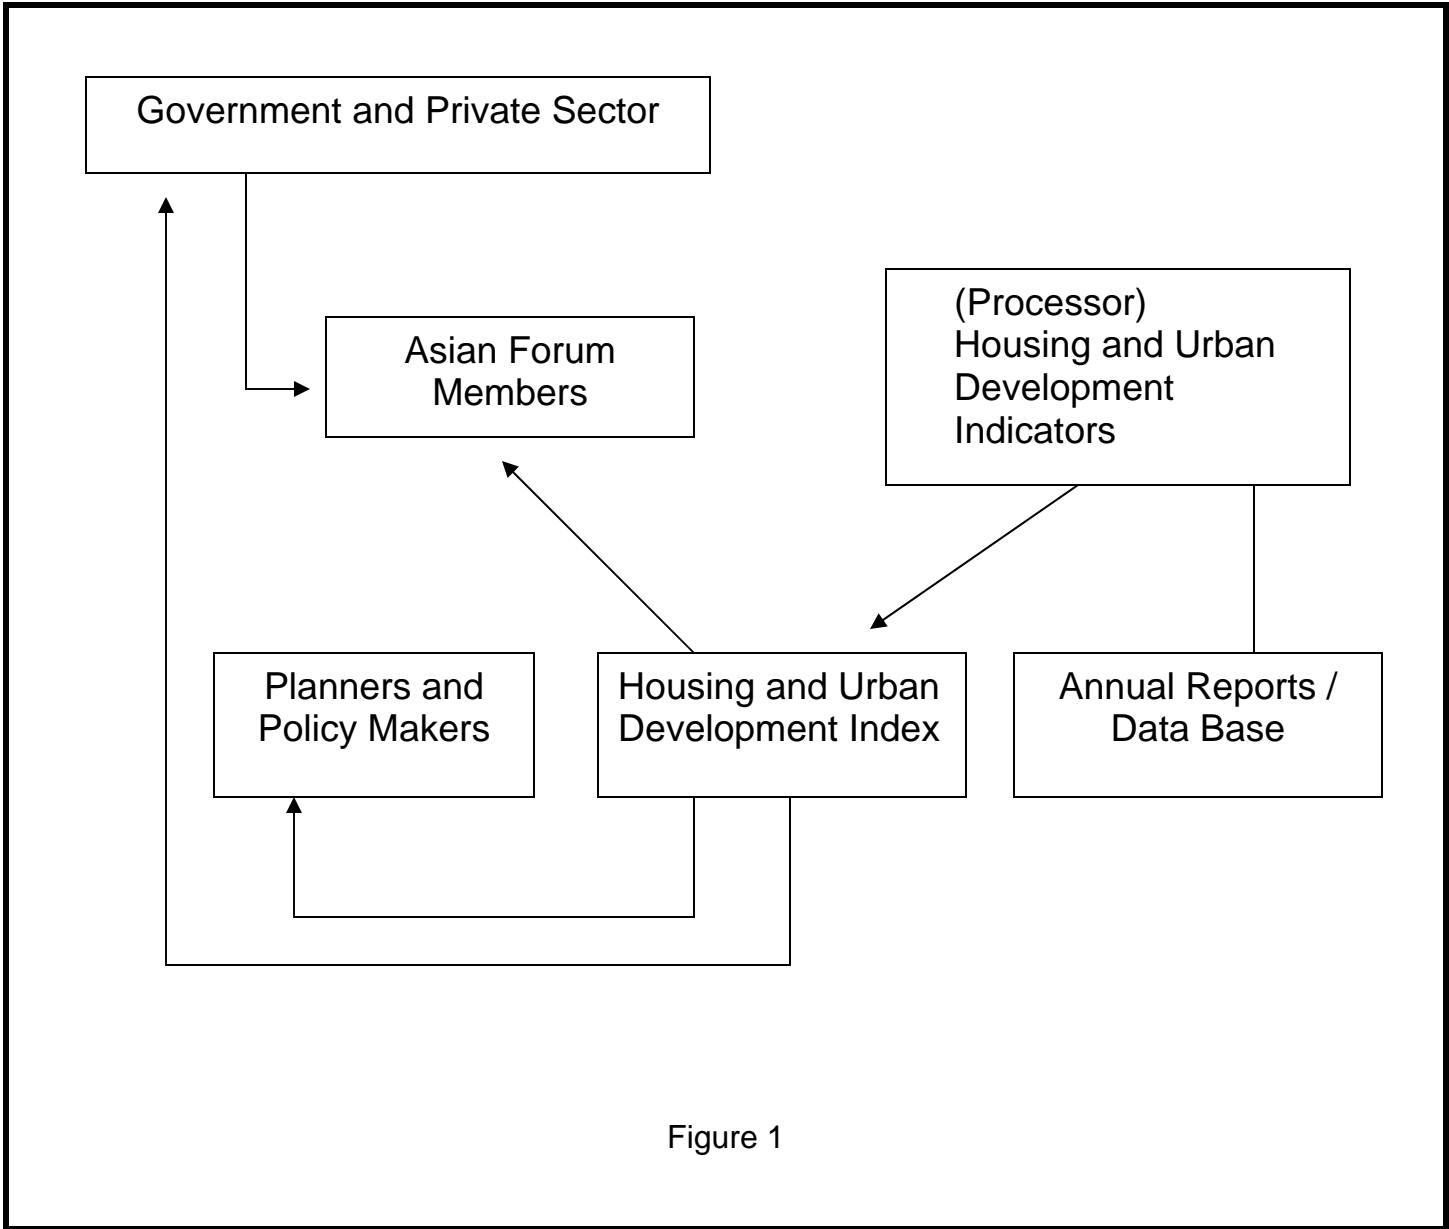 Government and Private Sector
(Processor)
Housing and Urban
Development
Indicators
Asian Forum
Members
Planners and
Policy Makers
Housing and Urban
Development Index
Annual Reports /
Data Base
Figure 1